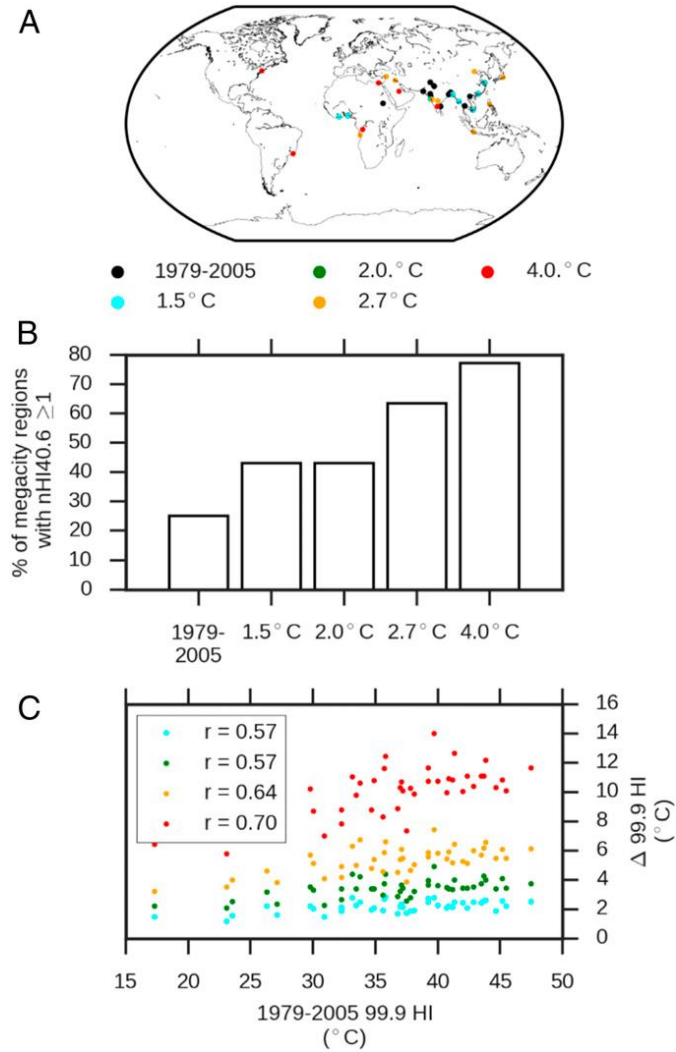 A
1979-2005 2.0.°C 4.0.°C
1.5°C 2.7°C
B
% of megacity regions
with nHI40.6 ≥1
80
70
60
50
40
30
20
10
0
1979-
2005
1.5°C 2.0°C 2.7°C 4.0°C
C
r = 0.57
r = 0.57
r = 0.64
r = 0.70
16
14
12
10
8
6
4
2
0
Δ 99.9 HI
(°C)
15 20 25 30 35 40 45 50
1979-2005 99.9 HI
(°C)